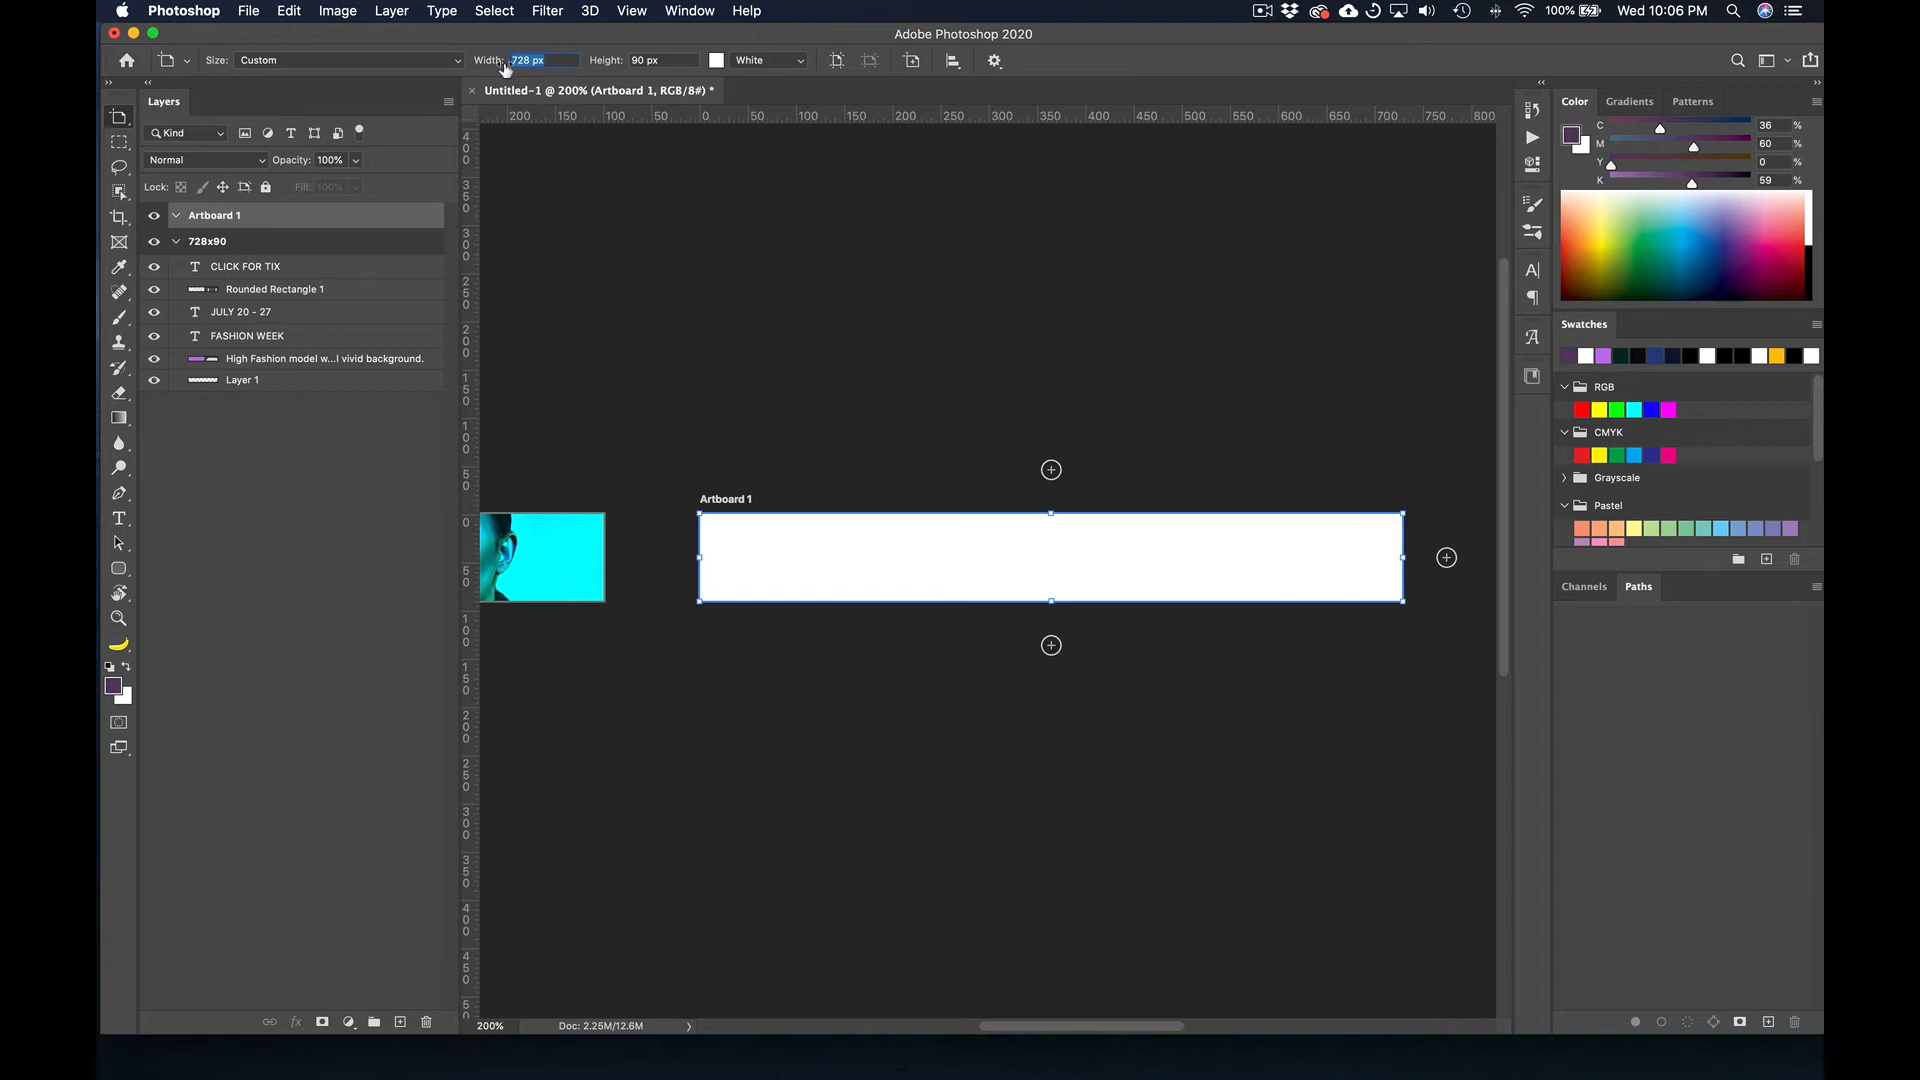 Photoshop File Edit Image Layer Type Select Filter 3D View Window Help 100% Wed 10:06 PM
Adobe Photoshop 2020
Size: Custom Width: 728 px Height: 90 px White
Untitled-1 @ 200% (Artboard 1, RGB/8#) *
Layers
Kind
Normal Opacity: 100%
Lock: Fill: 100%
Artboard 1
728x90
CLICK FOR TIX
Rounded Rectangle 1
JULY 20 - 27
FASHION WEEK
High Fashion model w...l vivid background.
Layer 1
200 150 100 50 0 50 100 150 200 250 300 350 400 450 500 550 600 650 700 750 800
400
350
300
250
200
150
100
50
0
50
100
150
200
250
300
350
400
450
50
Artboard 1
200% Doc: 2.25M/12.6M
Color Gradients Patterns
C 36 %
M 60 %
Y 0 %
K 59 %
Swatches
RGB
CMYK
Grayscale
Pastel
Channels Paths